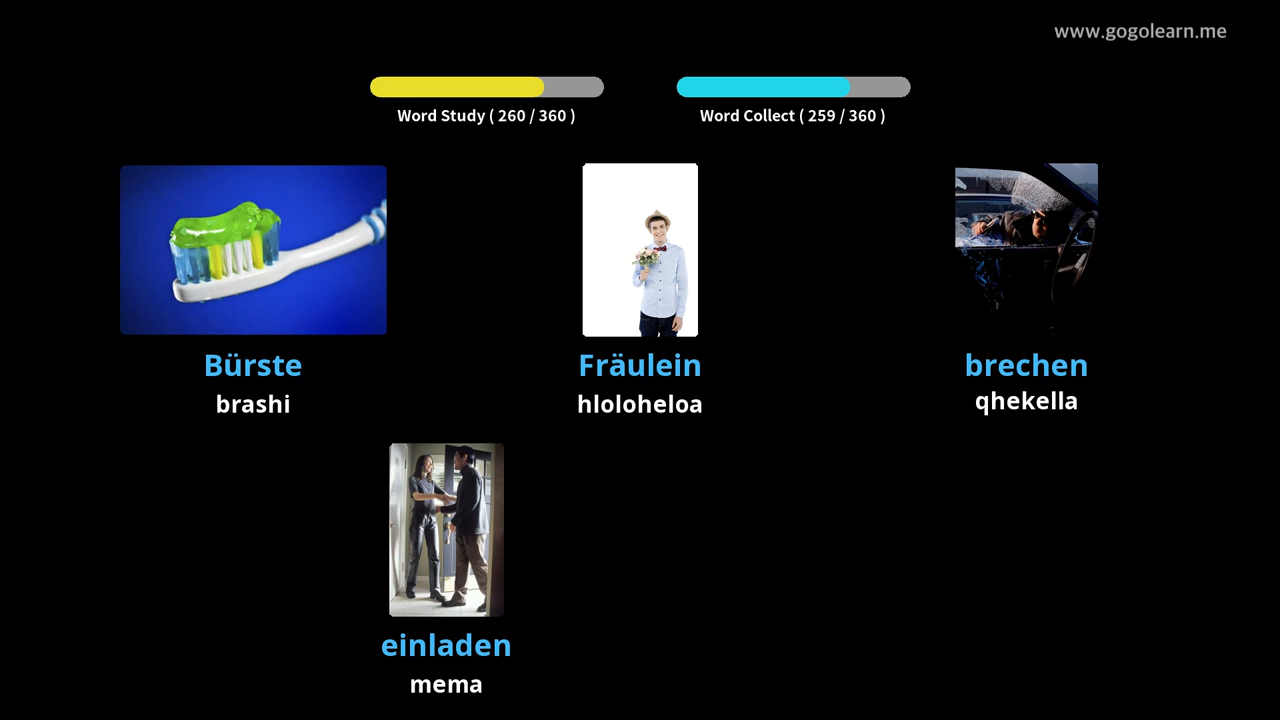 www.gogolearn.me
Word Study ( 260 / 360 )
Word Collect ( 259 / 360 )
Bürste
brashi
Fräulein
hloloheloa
brechen
qhekella
einladen
mema